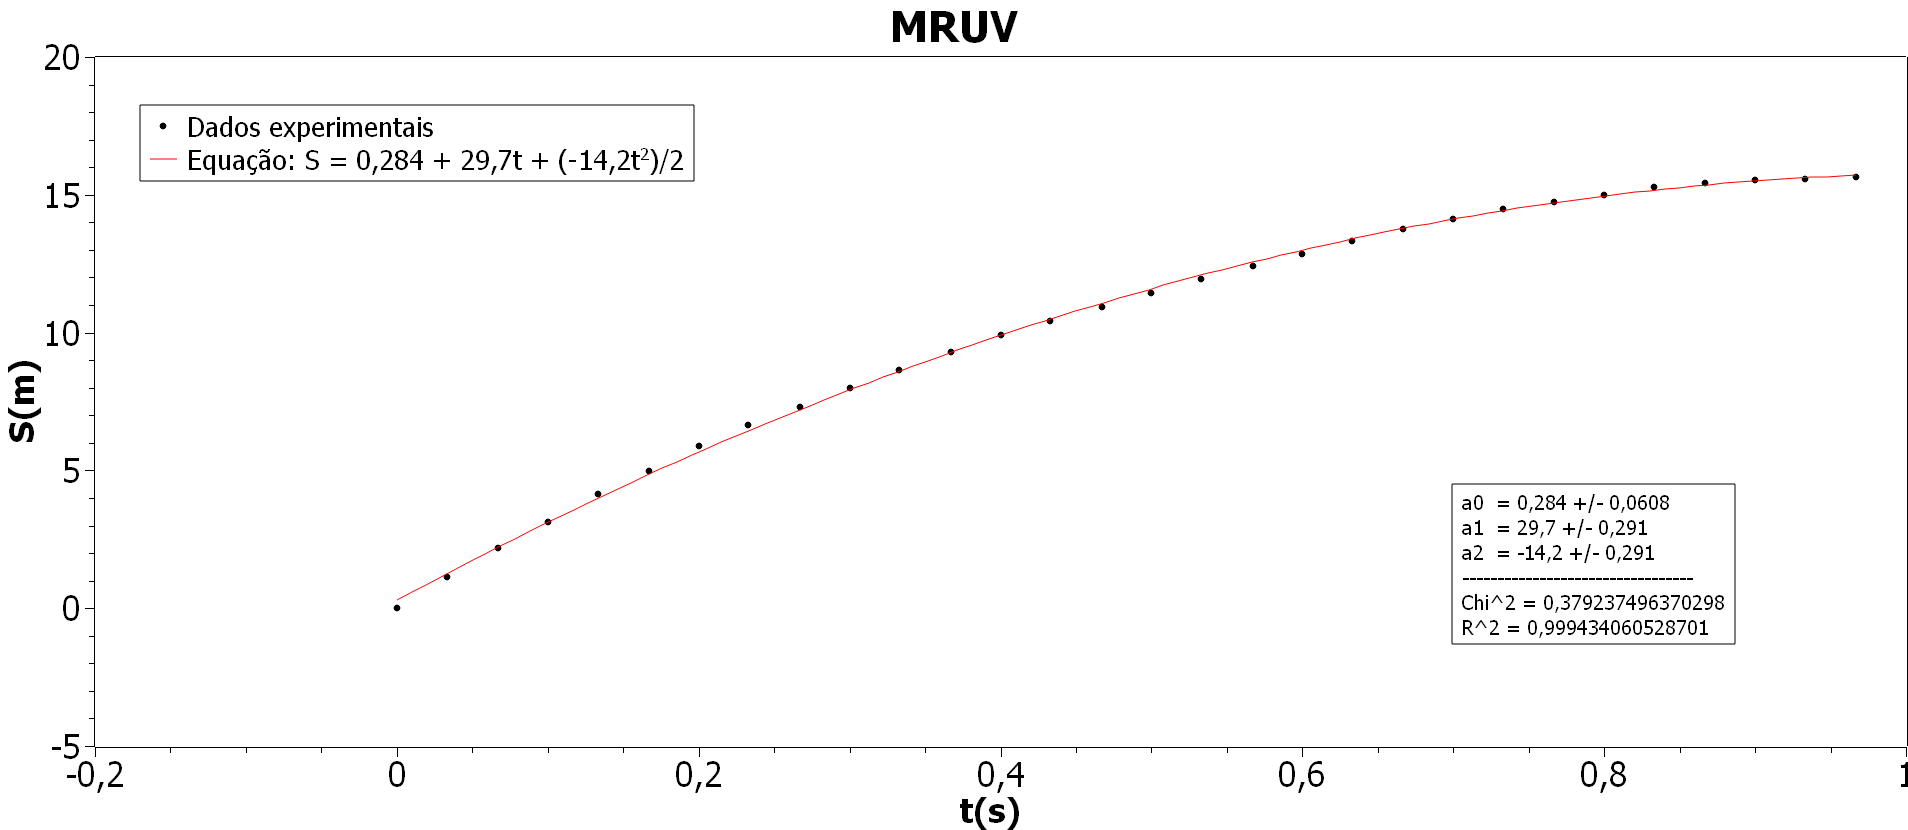 MRUV
20
15
10
5
0
-5
S(m)
Dados experimentais
Equação: S = 0,284 + 29,7t + (-14,2t²)/2
a0 = 0,284 +/- 0,0608
a1 = 29,7 +/- 0,291
a2 = -14,2 +/- 0,291
---------------------------------
Chi^2 = 0,379237496370298
R^2 = 0,999434060528701
-0,2 0 0,2 0,4 0,6 0,8 1
t(s)